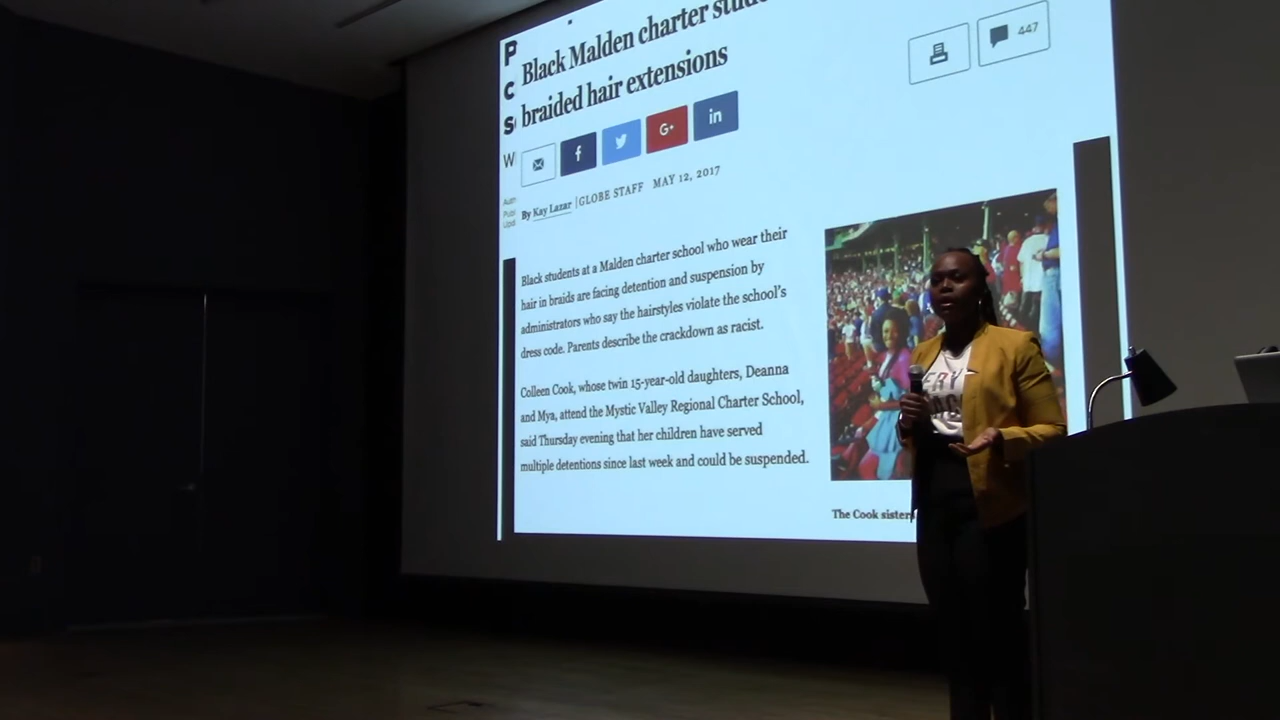 Black Malden charter
braided hair extensions
447
P
c
s
W
f
G+
in
By Kay Lazar | GLOBE STAFF MAY 12, 2017
Black students at a Malden charter school who wear their
hair in braids are facing detention and suspension by
administrators who say the hairstyles violate the school's
dress code. Parents describe the crackdown as racist.
Colleen Cook, whose twin 15-year-old daughters, Deanna
and Mya, attend the Mystic Valley Regional Charter School,
said Thursday evening that her children have served
multiple detentions since last week and could be suspended.
The Cook sister